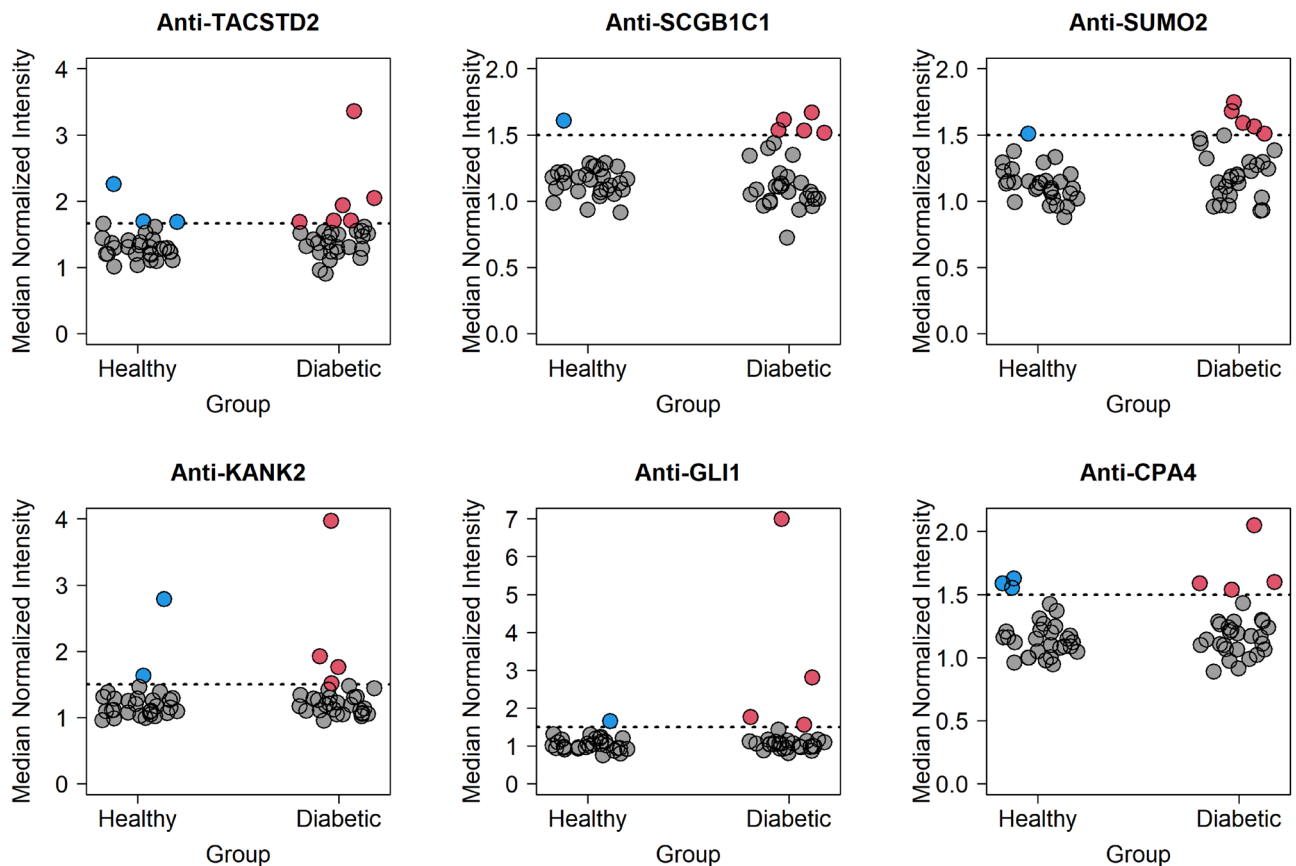 Anti-TACSTD2
Median Normalized Intensity
4
3
2
1
0
Healthy
Diabetic
Group
Anti-SCGB1C1
Median Normalized Intensity
2.0
1.5
1.0
0.5
0.0
Healthy
Diabetic
Group
Anti-SUMO2
Median Normalized Intensity
2.0
1.5
1.0
0.5
0.0
Healthy
Diabetic
Group
Anti-KANK2
Median Normalized Intensity
4
3
2
1
0
Healthy
Diabetic
Group
Anti-GLI1
Median Normalized Intensity
7
6
5
4
3
2
1
0
Healthy
Diabetic
Group
Anti-CPA4
Median Normalized Intensity
2.0
1.5
1.0
0.5
0.0
Healthy
Diabetic
Group